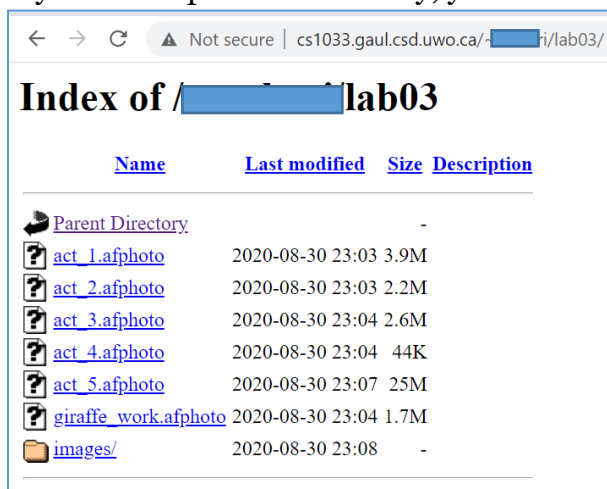 Not secure | cs1033.gaul.csd.uwo.ca/~ ri/lab03/
Index of / lab03
Name Last modified Size Description
Parent Directory -
act_1.afphoto 2020-08-30 23:03 3.9M
act_2.afphoto 2020-08-30 23:03 2.2M
act_3.afphoto 2020-08-30 23:04 2.6M
act_4.afphoto 2020-08-30 23:04 44K
act_5.afphoto 2020-08-30 23:07 25M
giraffe_work.afphoto 2020-08-30 23:04 1.7M
images/ 2020-08-30 23:08 -